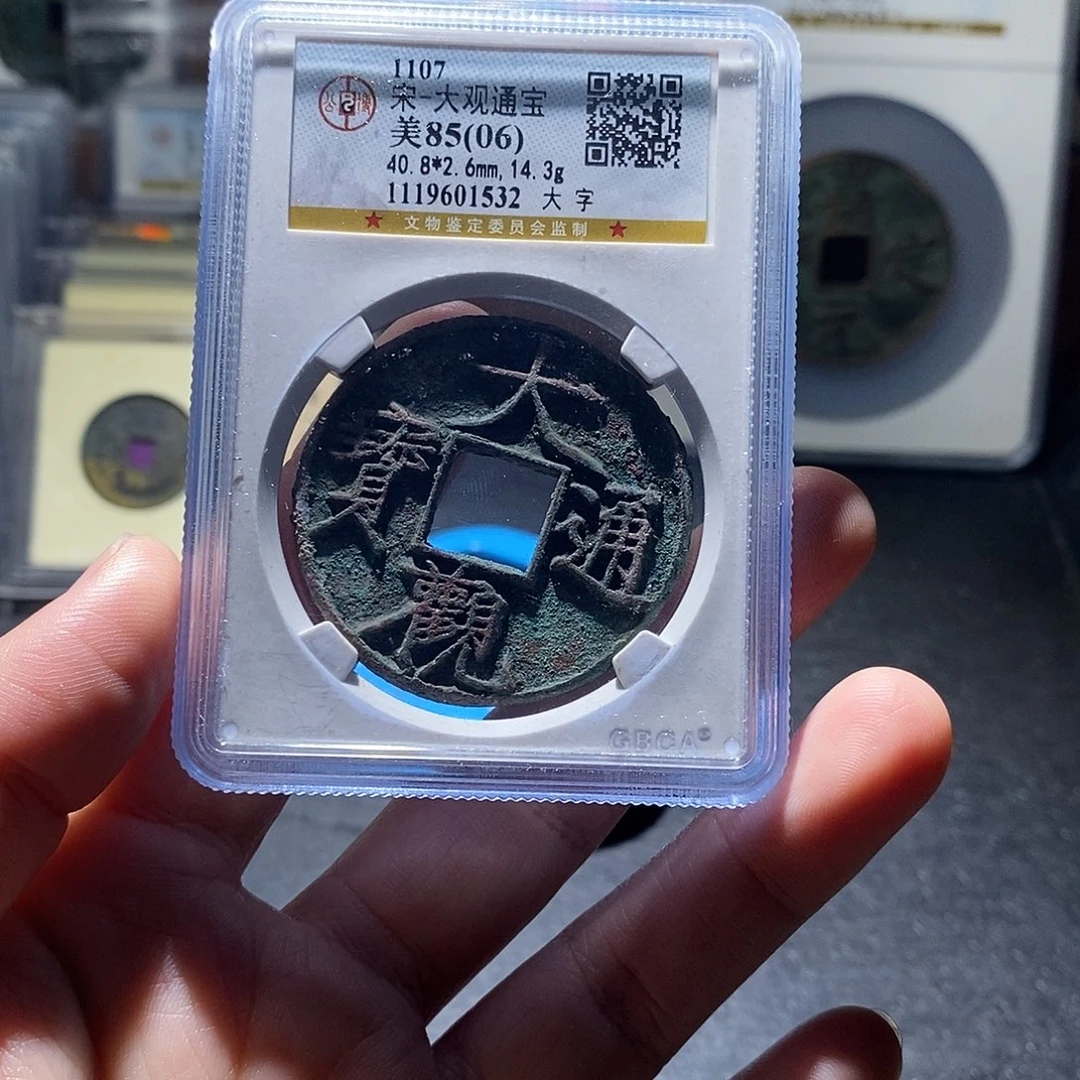 1107
宋-大观通宝
美85(06)
40.8*2.6mm,14.3g
1119601532 大字
★ 文物鉴定委员会监制 ★
大
通
觀
寶
GBCA®